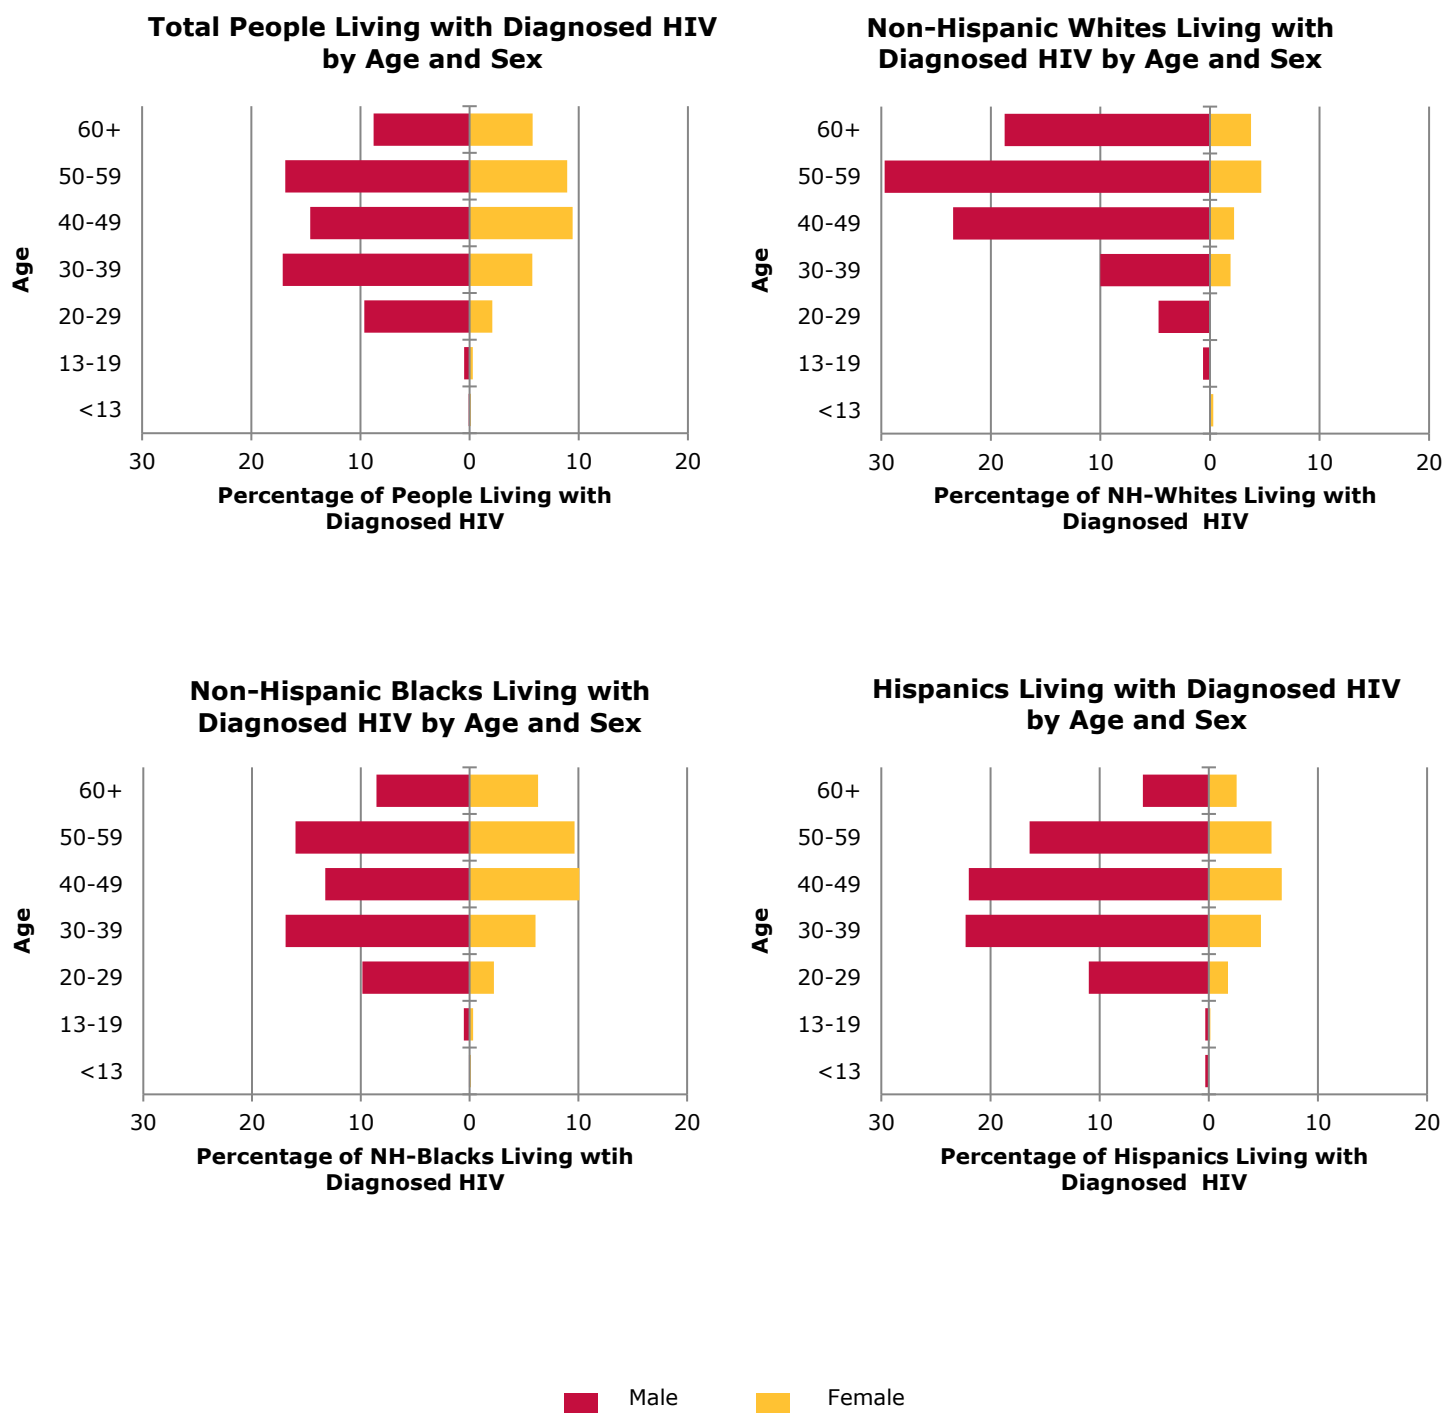 Total People Living with Diagnosed HIV
by Age and Sex
60+
50-59
40-49
30-39
20-29
13-19
<13
Age
30 20 10 0 10 20
Percentage of People Living with
Diagnosed HIV
Non-Hispanic Whites Living with
Diagnosed HIV by Age and Sex
60+
50-59
40-49
30-39
20-29
13-19
<13
Age
30 20 10 0 10 20
Percentage of NH-Whites Living with
Diagnosed HIV
Non-Hispanic Blacks Living with
Diagnosed HIV by Age and Sex
60+
50-59
40-49
30-39
20-29
13-19
<13
Age
30 20 10 0 10 20
Percentage of NH-Blacks Living wtih
Diagnosed HIV
Hispanics Living with Diagnosed HIV
by Age and Sex
60+
50-59
40-49
30-39
20-29
13-19
<13
Age
30 20 10 0 10 20
Percentage of Hispanics Living with
Diagnosed HIV
Male Female